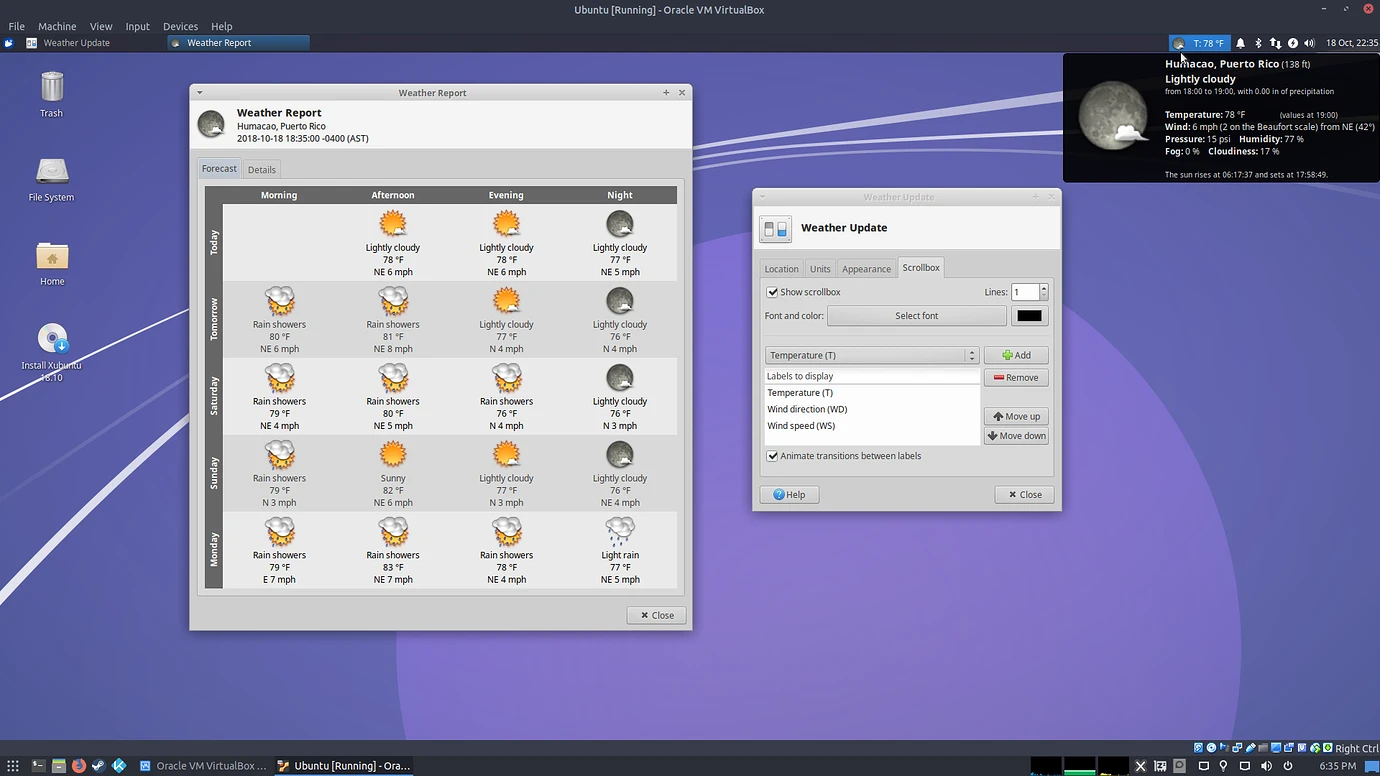 Ubuntu [Running] - Oracle VM VirtualBox
File Machine View Input Devices Help
Weather Update Weather Report T: 78 °F 18 Oct, 22:35
Humacao, Puerto Rico (138 ft)
Lightly cloudy
from 18:00 to 19:00, with 0.00 in of precipitation
Temperature: 78 °F (values at 19:00)
Wind: 6 mph (2 on the Beaufort scale) from NE (42°)
Pressure: 15 psi Humidity: 77 %
Fog: 0 % Cloudiness: 17 %
The sun rises at 06:17:37 and sets at 17:58:49.
Trash
File System
Home
Install Xubuntu
18.10
Weather Report
Weather Report
Humacao, Puerto Rico
2018-10-18 18:35:00 -0400 (AST)
Forecast Details
Morning Afternoon Evening Night
Today
Lightly cloudy Lightly cloudy Lightly cloudy
78 °F 78 °F 77 °F
NE 6 mph NE 6 mph NE 5 mph
Tomorrow
Rain showers Rain showers Lightly cloudy Lightly cloudy
80 °F 81 °F 77 °F 76 °F
NE 6 mph NE 8 mph N 4 mph N 4 mph
Saturday
Rain showers Rain showers Rain showers Lightly cloudy
79 °F 80 °F 76 °F 76 °F
NE 4 mph NE 5 mph N 4 mph N 3 mph
Sunday
Rain showers Sunny Lightly cloudy Lightly cloudy
79 °F 82 °F 77 °F 76 °F
N 3 mph NE 6 mph N 3 mph NE 4 mph
Monday
Rain showers Rain showers Rain showers Light rain
79 °F 83 °F 78 °F 77 °F
E 7 mph NE 7 mph NE 4 mph NE 5 mph
Close
Weather Update
Weather Update
Location Units Appearance Scrollbox
Show scrollbox Lines: 1
Font and color: Select font
Temperature (T) Add
Labels to display Remove
Temperature (T)
Wind direction (WD) Move up
Wind speed (WS) Move down
Animate transitions between labels
Help Close
Right Ctrl
Oracle VM VirtualBox ... Ubuntu [Running] - Ora... 6:35 PM